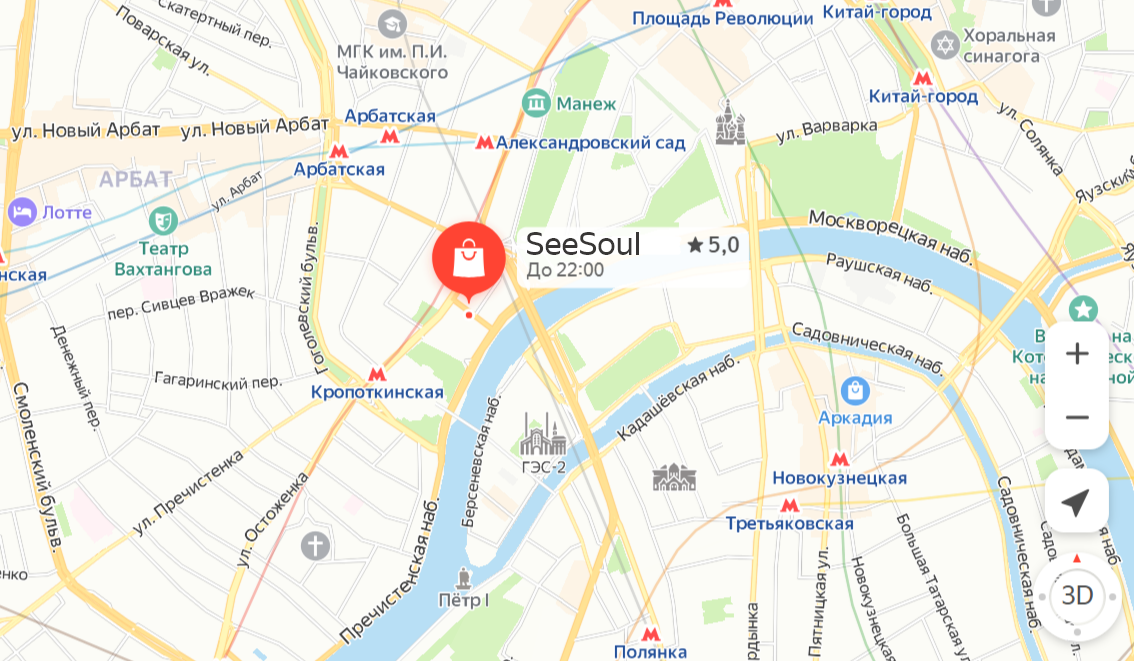 Скатертный пер.
Поварская ул.
МГК им. П.И.
Чайковского
Площадь Революции
Китай-город
Хоральная
синагога
Китай-город
Манеж
ул. Новый Арбат
ул. Новый Арбат
Арбатская
Александровский сад
ул. Варварка
ул. Солянка
Арбатская
АРБАТ
ул. Арбат
Лотте
Театр
Вахтангова
нская
Яузский
Москворецкая наб.
SeeSoul
5,0
До 22:00
Раушская наб.
пер. Сивцев Вражек
Гоголевский бульв.
Денежный пер.
Гагаринский пер.
Кропоткинская
Садовническая наб.
Кадашёвская наб.
Аркадия
Смоленский бульв.
ул. Пречистенка
ул. Остоженка
Берсеневская наб.
ГЭС-2
Новокузнецкая
Третьяковская
Садовническая наб.
Пречистенская наб.
Пётр I
Большая Татарская ул.
Новокузнецкая
Пятницкая ул.
ордынка
Полянка
енко
3D